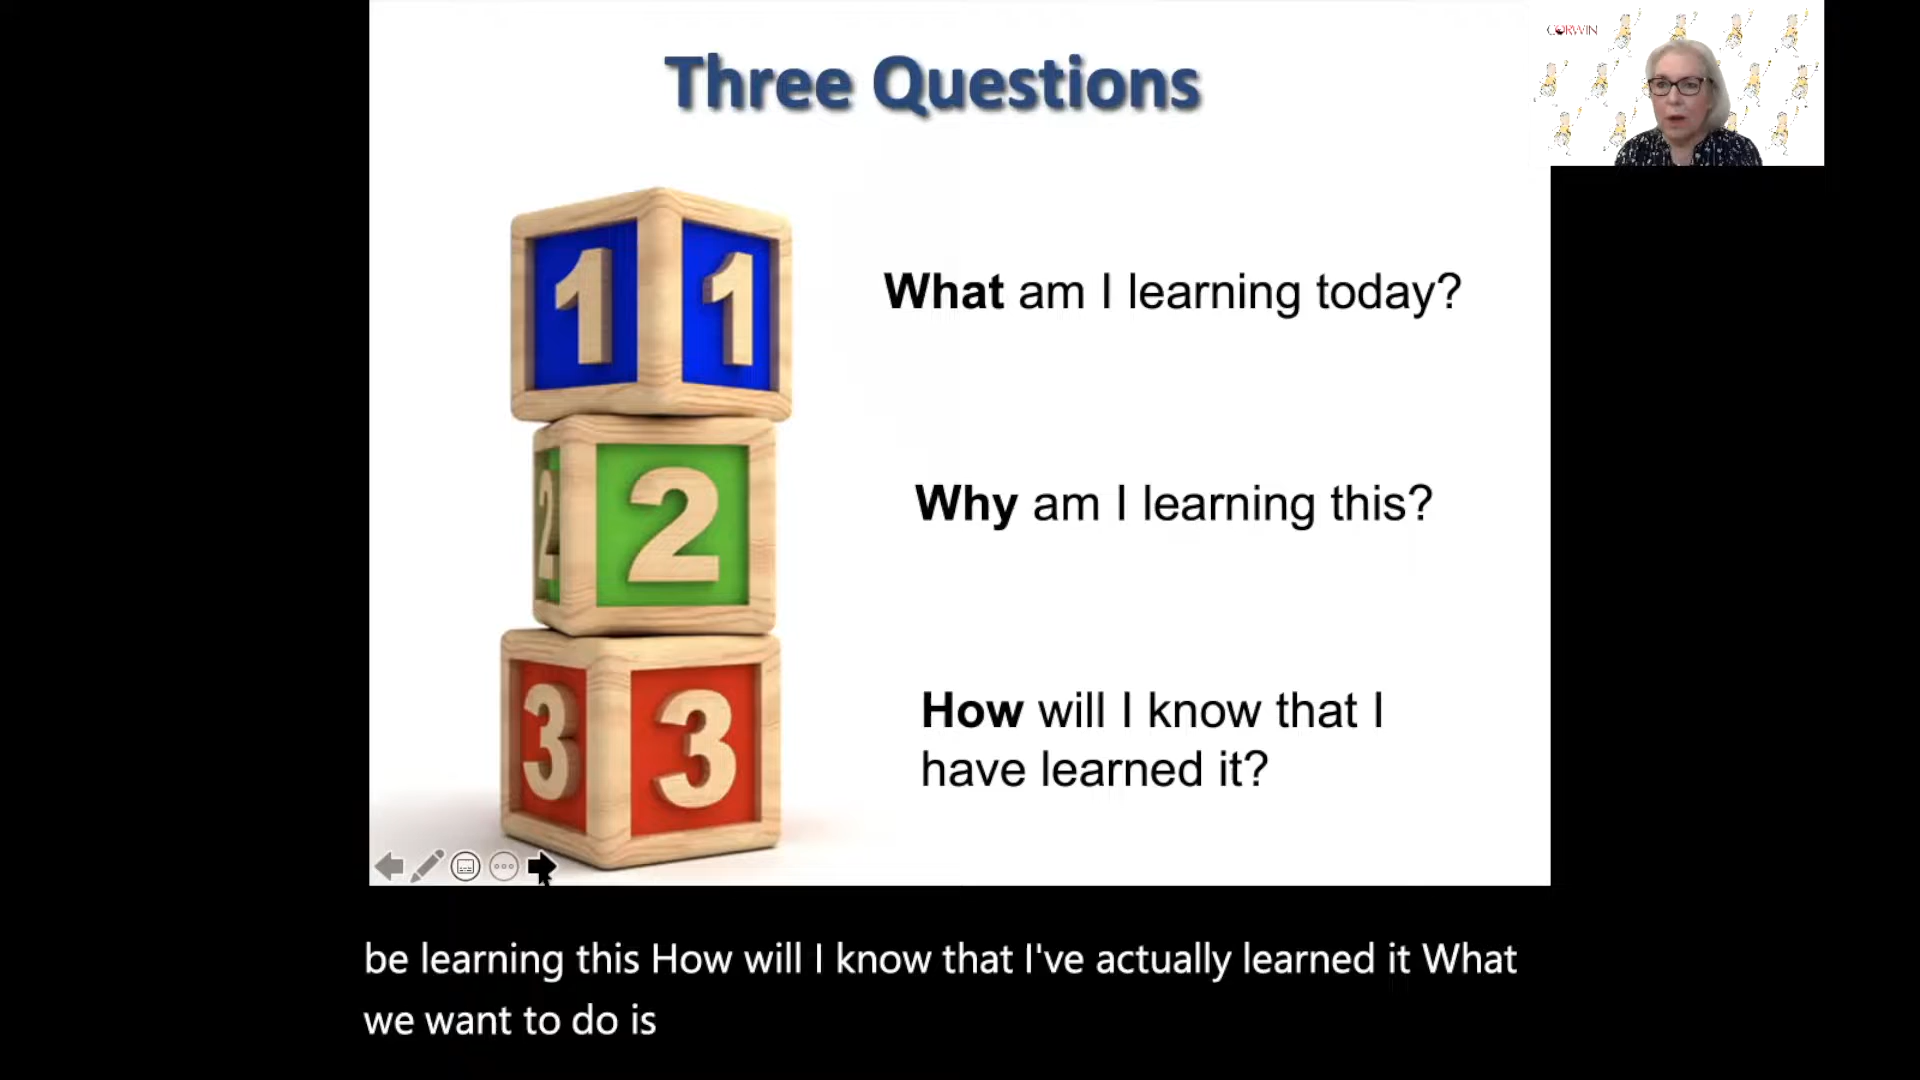 Three Questions
CORWIN
1 1
What am I learning today?
2 2
Why am I learning this?
3 3
How will I know that I
have learned it?
be learning this How will I know that I've actually learned it What
we want to do is